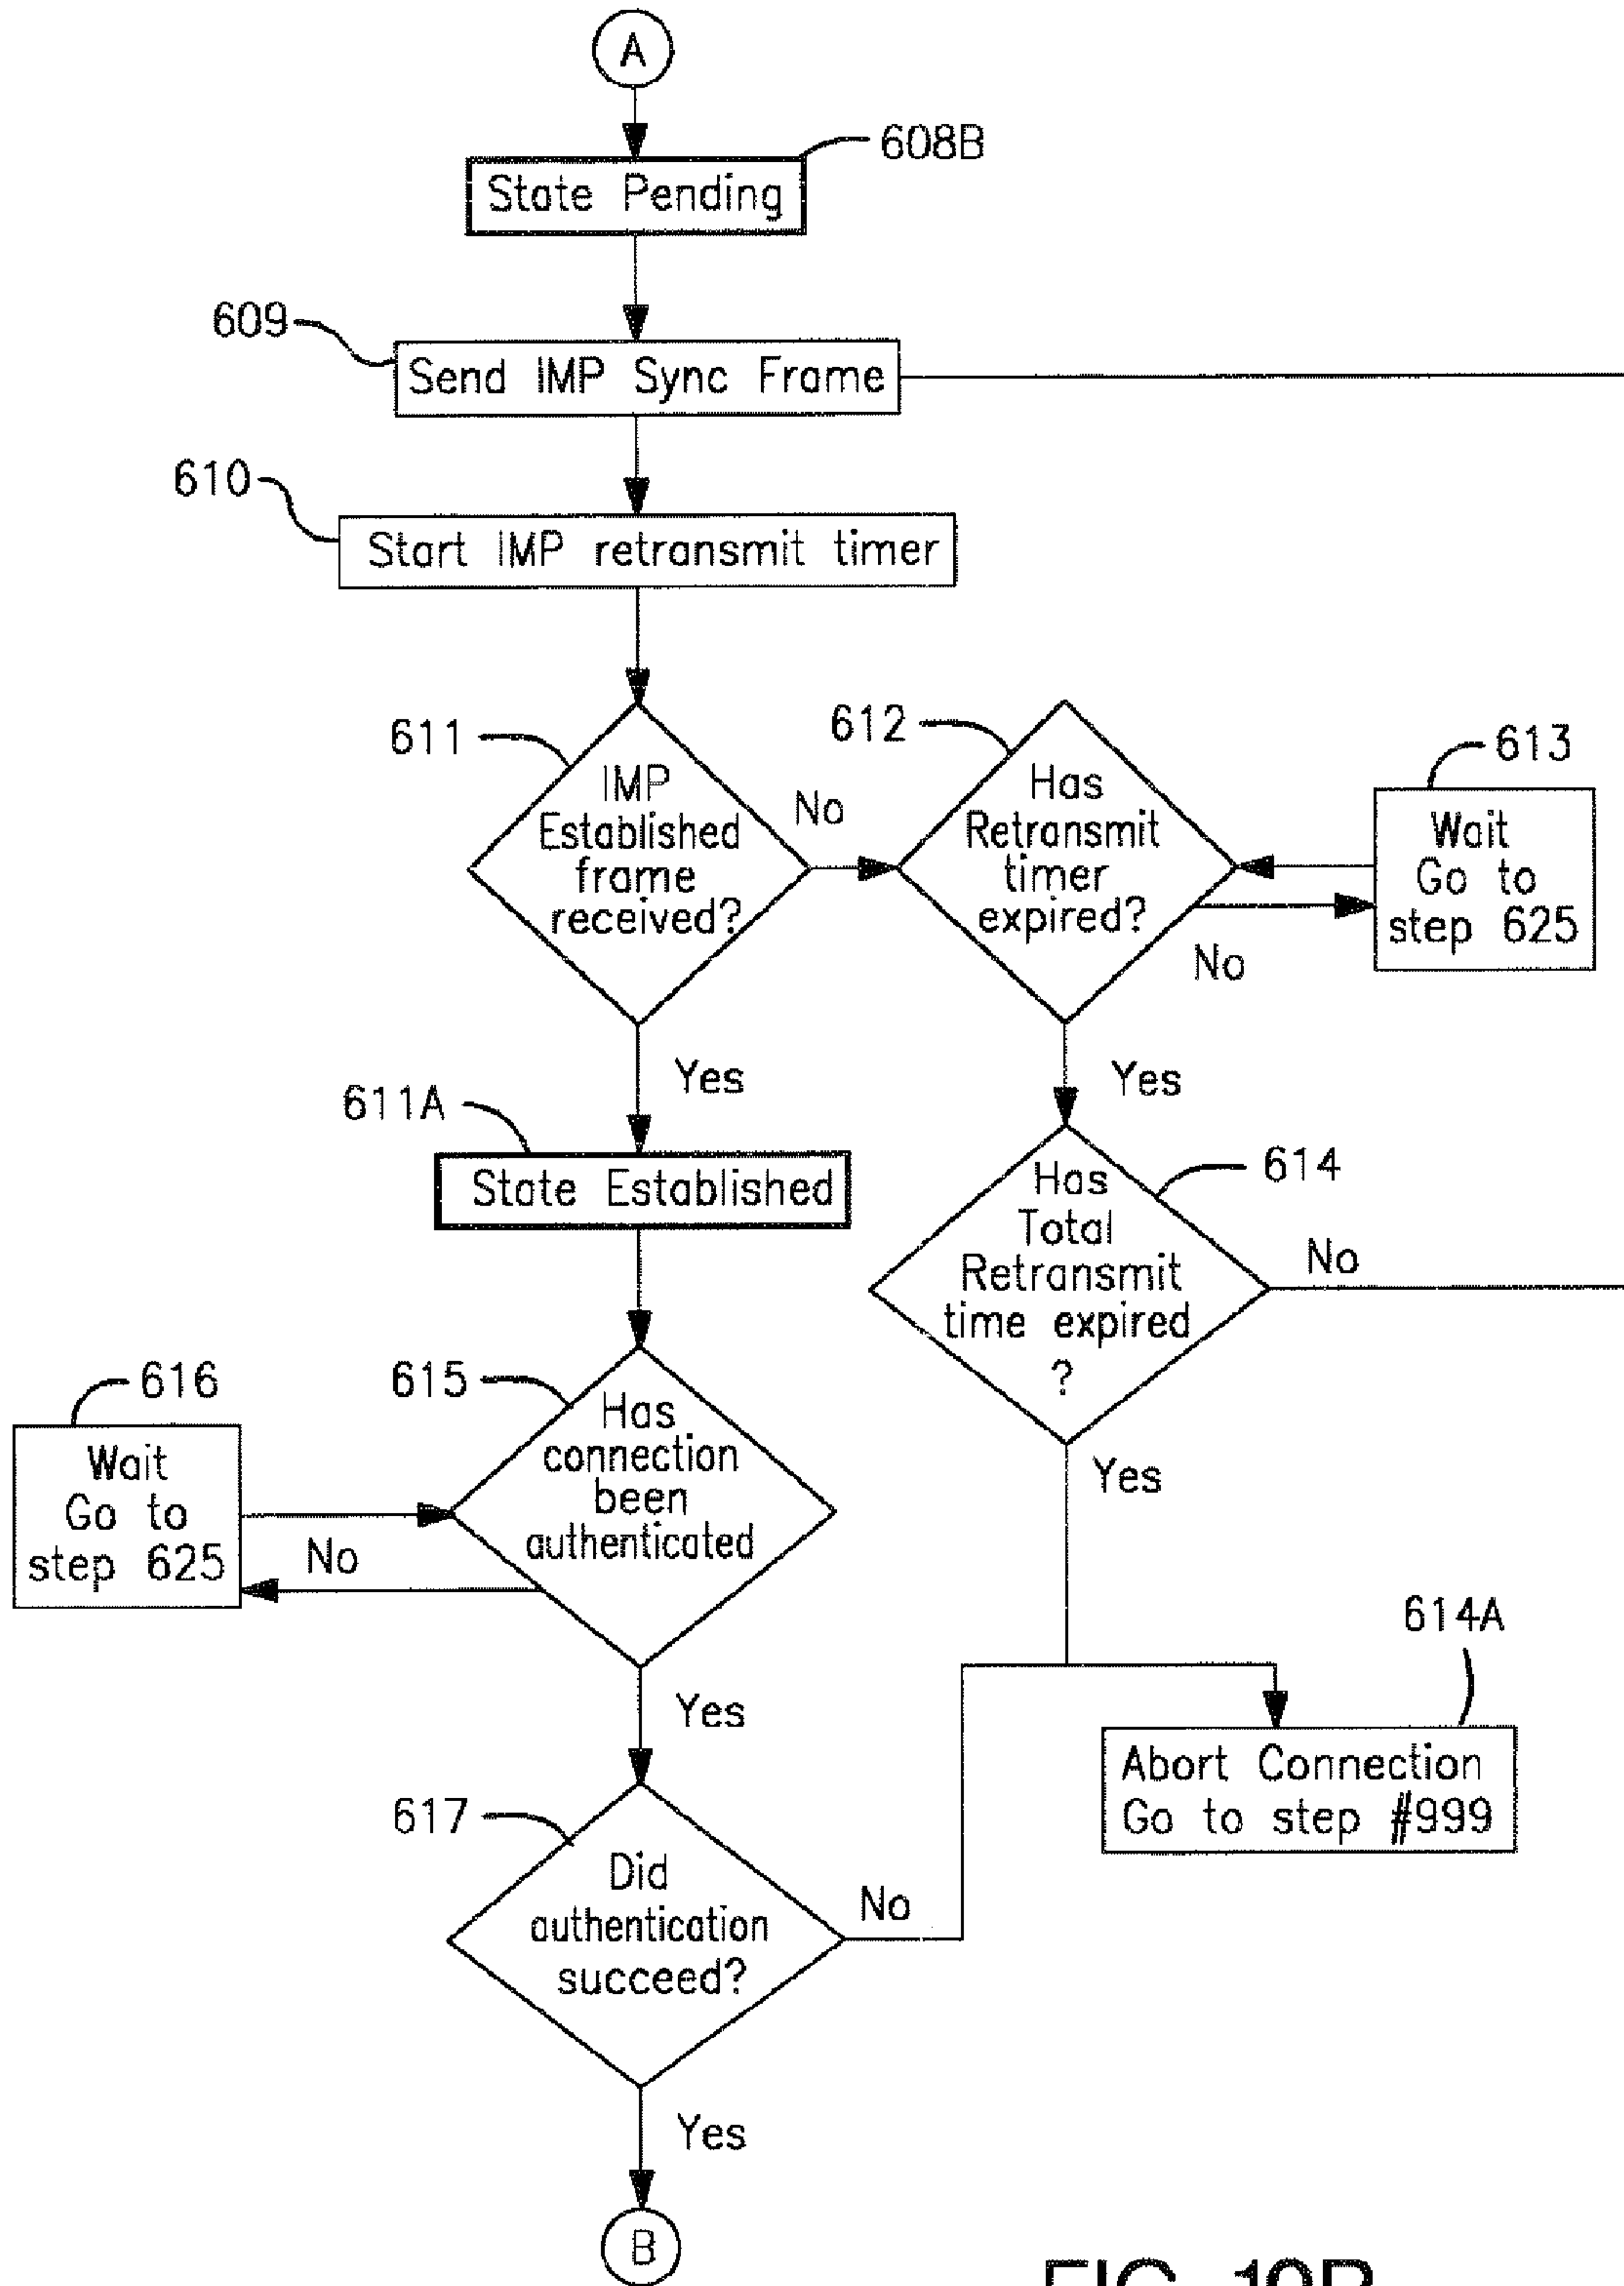 A
608B
State Pending
609
Send IMP Sync Frame
610
Start IMP retransmit timer
611
IMP
Established
frame
received?
No
612
Has
Retransmit
timer
expired?
613
Wait
Go to
step 625
No
Yes
Yes
611A
State Established
614
Has
Total
Retransmit
time expired
?
No
Yes
616
Wait
Go to
step 625
No
615
Has
connection
been
authenticated
Yes
614A
Abort Connection
Go to step #999
617
Did
authentication
succeed?
No
Yes
B